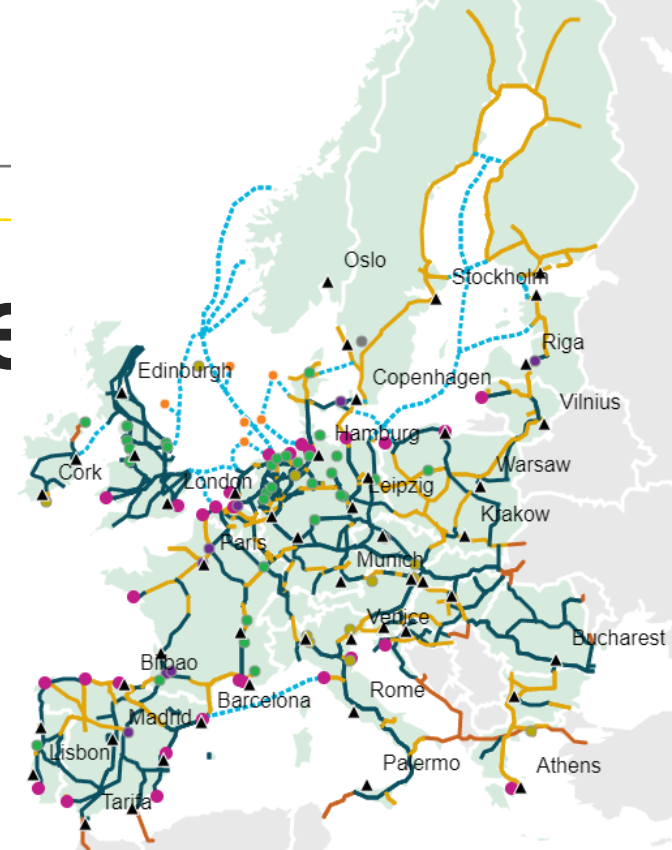 Oslo
Stockholm
Riga
Edinburgh
Copenhagen
Vilnius
Hamburg
Cork
London
Leipzig
Warsaw
Krakow
Paris
Munich
Venice
Bucharest
Bilbao
Barcelona
Rome
Madrid
Lisbon
Palermo
Athens
Tarifa